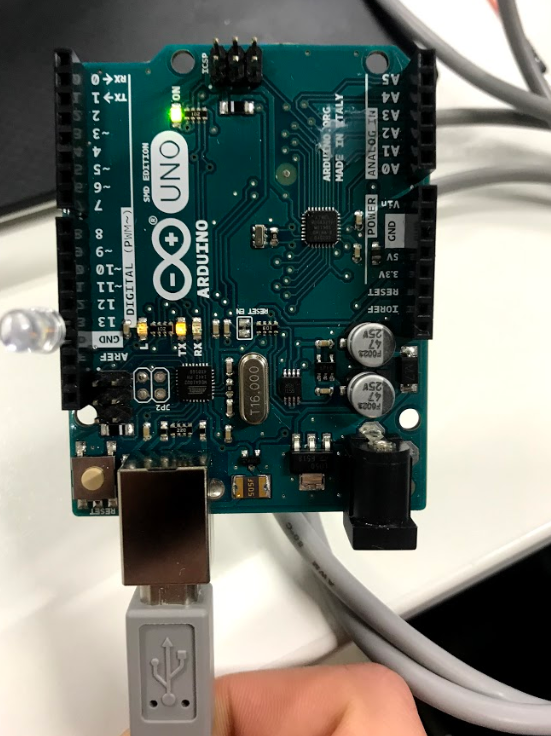 ICSP
RX←0
TX→1
2
~3
4
~5
~6
7
8
~9
~10
~11
12
13
GND
AREF
DIGITAL (PWM~)
ON
SMD EDITION
UNO
ARDUINO
ARDUINO.ORG
MADE IN ITALY
A5
A4
A3
A2
A1
A0
ANALOG IN
Vin
GND
5V
3.3V
RESET
IOREF
POWER
L
TX
RX
RESET EN
JP2
T16.000
47
25V
47
25V
RESET